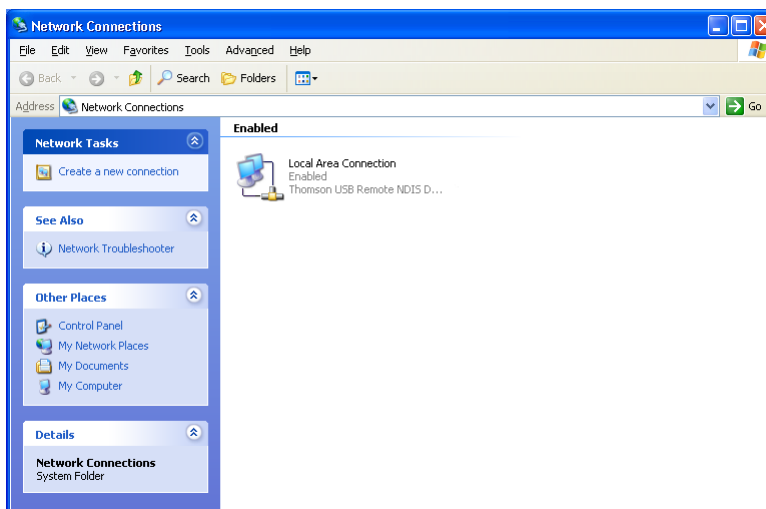 Network Connections
File Edit View Favorites Tools Advanced Help
Back Search Folders
Address Network Connections Go
Network Tasks
Create a new connection
See Also
Network Troubleshooter
Other Places
Control Panel
My Network Places
My Documents
My Computer
Details
Network Connections
System Folder
Enabled
Local Area Connection
Enabled
Thomson USB Remote NDIS D...